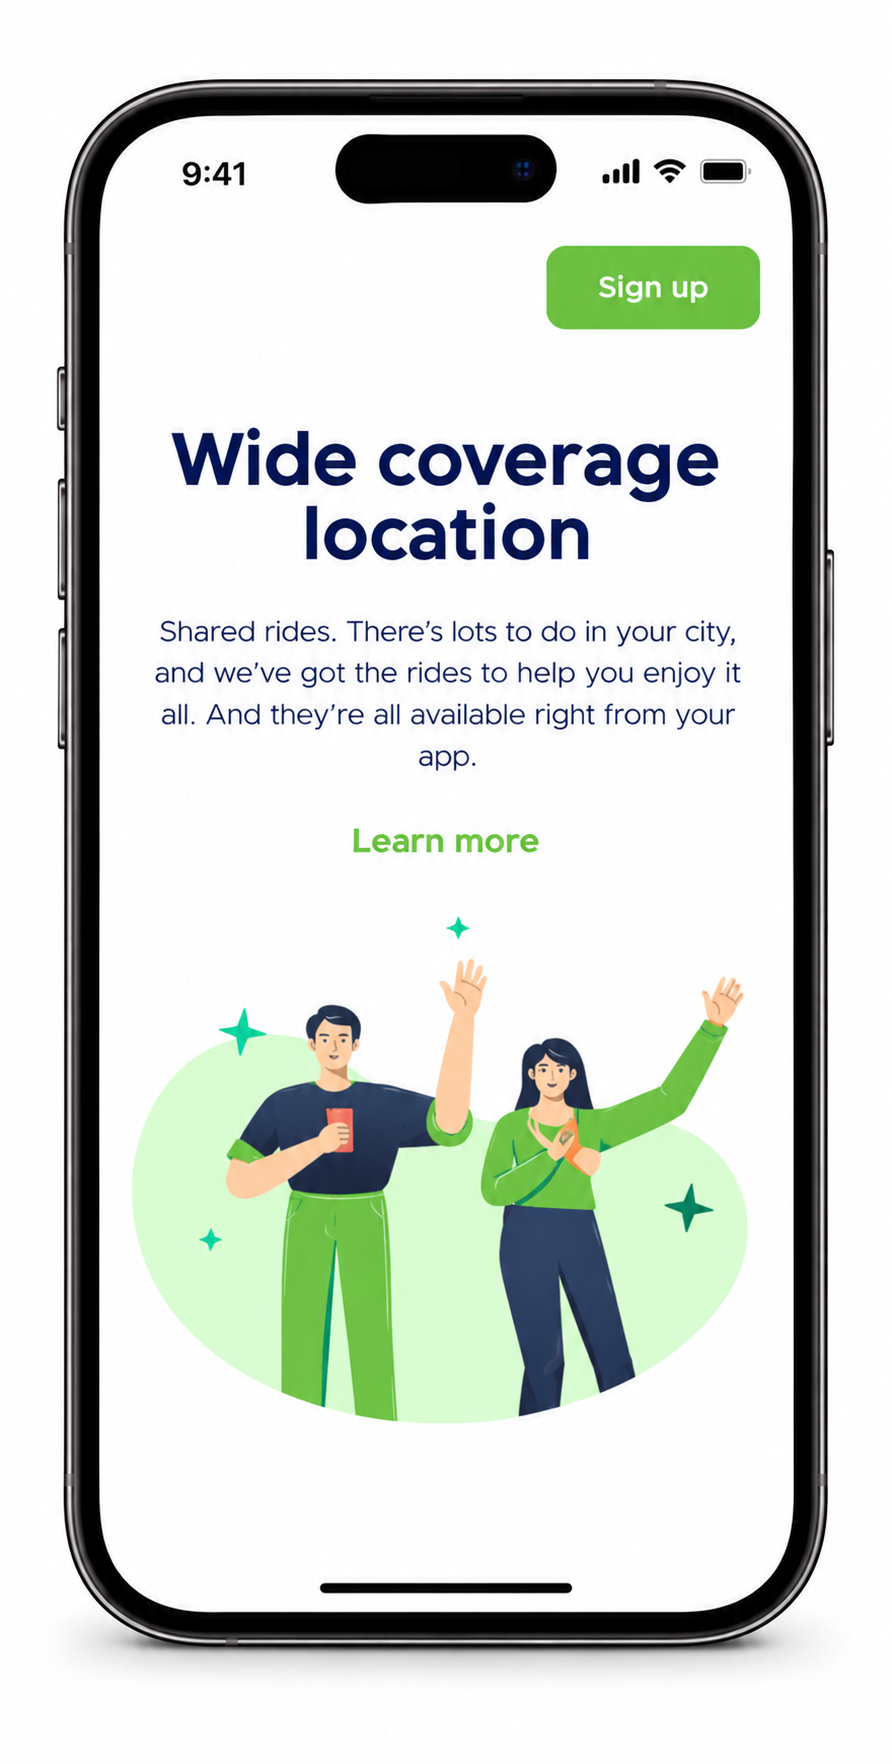 9:41
Sign up
Wide coverage
location
Shared rides. There’s lots to do in your city,
and we’ve got the rides to help you enjoy it
all. And they’re all available right from your
app.
Learn more